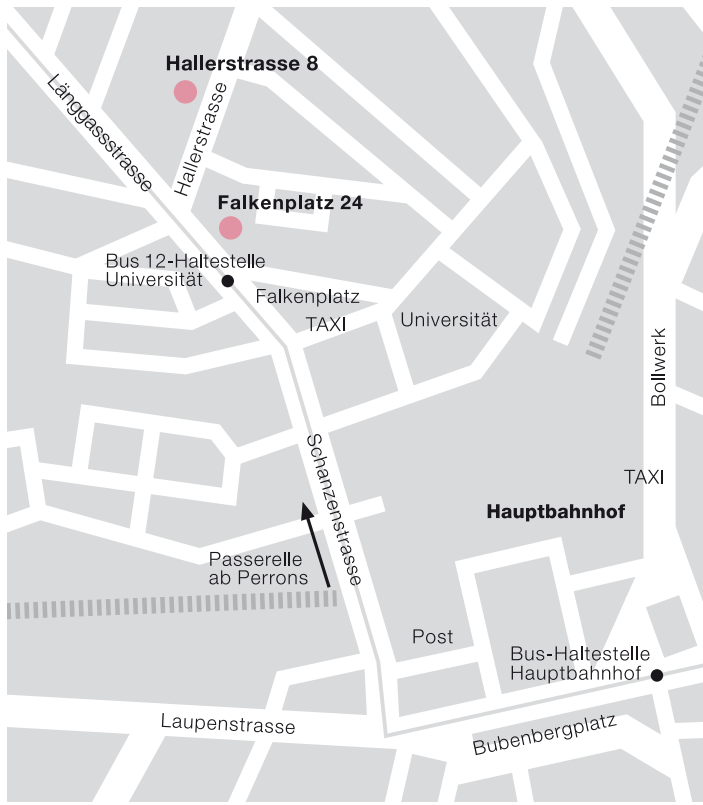 Hallerstrasse 8
Länggassstrasse
Hallerstrasse
Falkenplatz 24
Bus 12-Haltestelle
Universität
Falkenplatz
TAXI
Universität
Bollwerk
Schanzenstrasse
TAXI
Hauptbahnhof
Passerelle
ab Perrons
Post
Bus-Haltestelle
Hauptbahnhof
Laupenstrasse
Bubenbergplatz